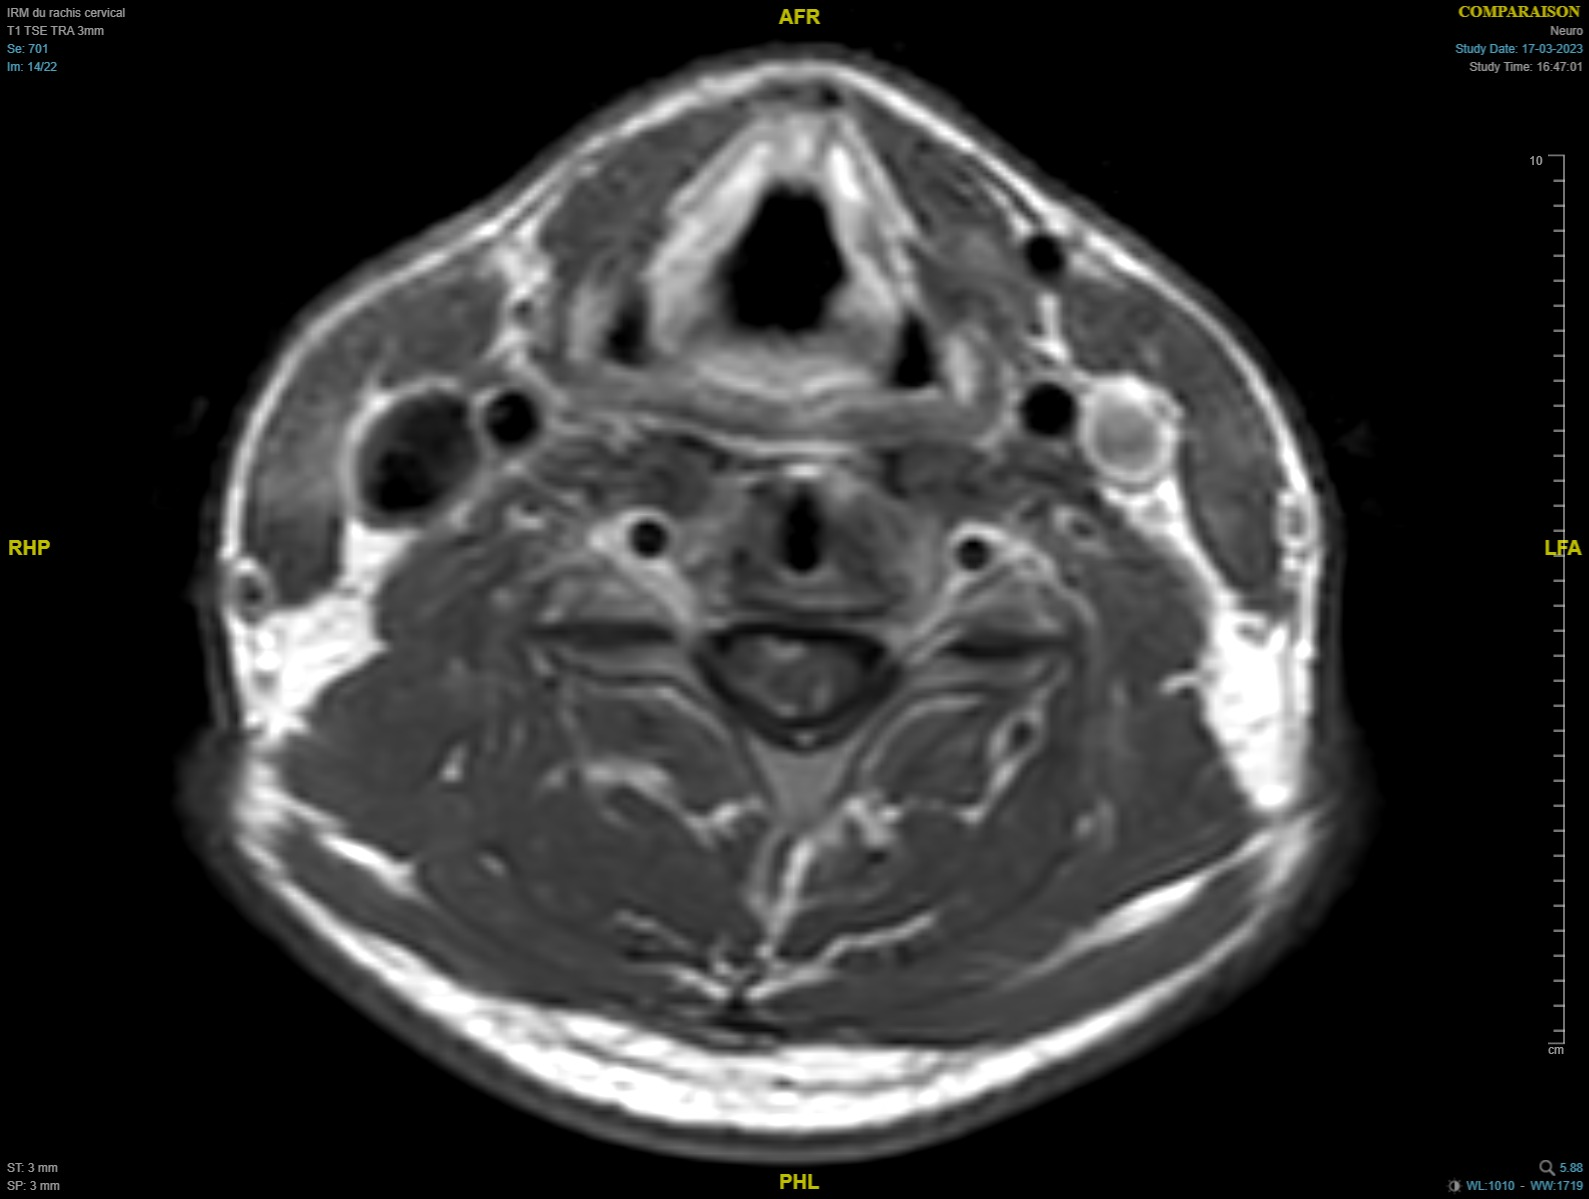 IRM du rachis cervical
T1 TSE TRA 3mm
Se: 701
Im: 14/22
AFR
COMPARAISON
Neuro
Study Date: 17-03-2023
Study Time: 16:47:01
10
RHP
LFA
cm
ST: 3 mm
SP: 3 mm
PHL
5.88
WL:1010 - WW:1719